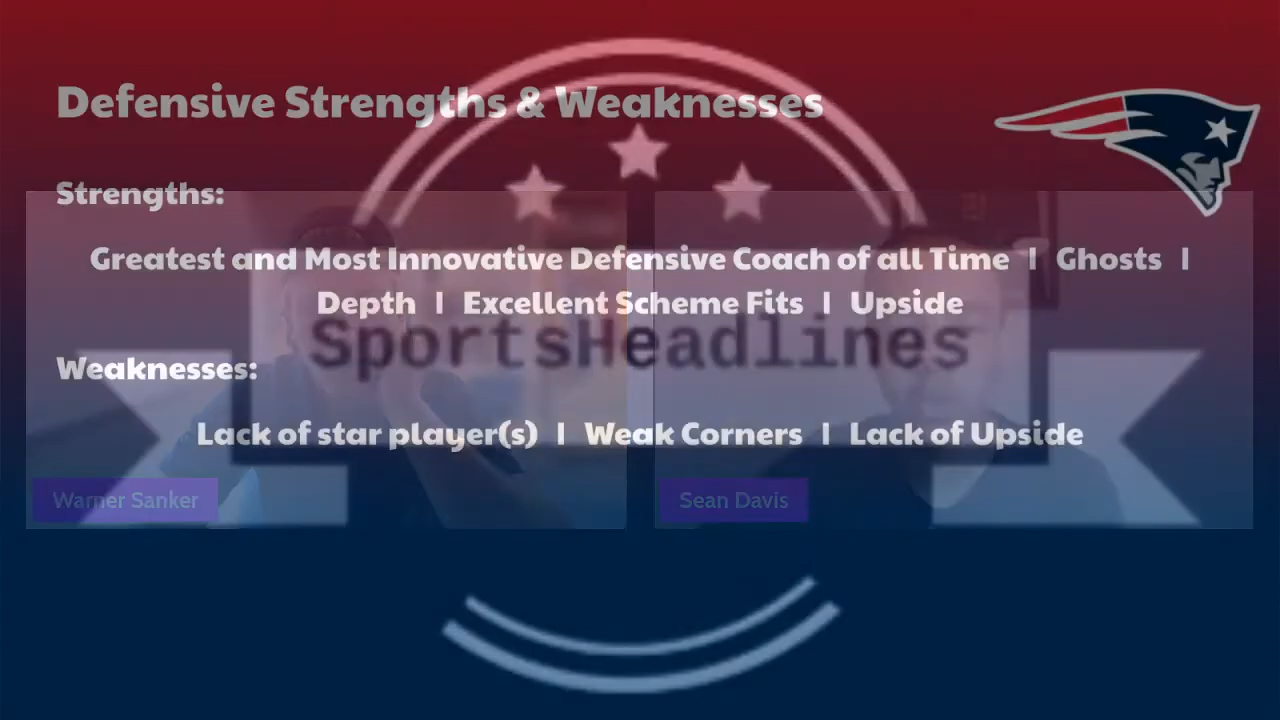 Defensive Strengths & Weaknesses
Strengths:
Greatest and Most Innovative Defensive Coach of all Time | Ghosts |
Depth | Excellent Scheme Fits | Upside
SportsHeadlines
Weaknesses:
Lack of star player(s) | Weak Corners | Lack of Upside
Warner Sanker
Sean Davis